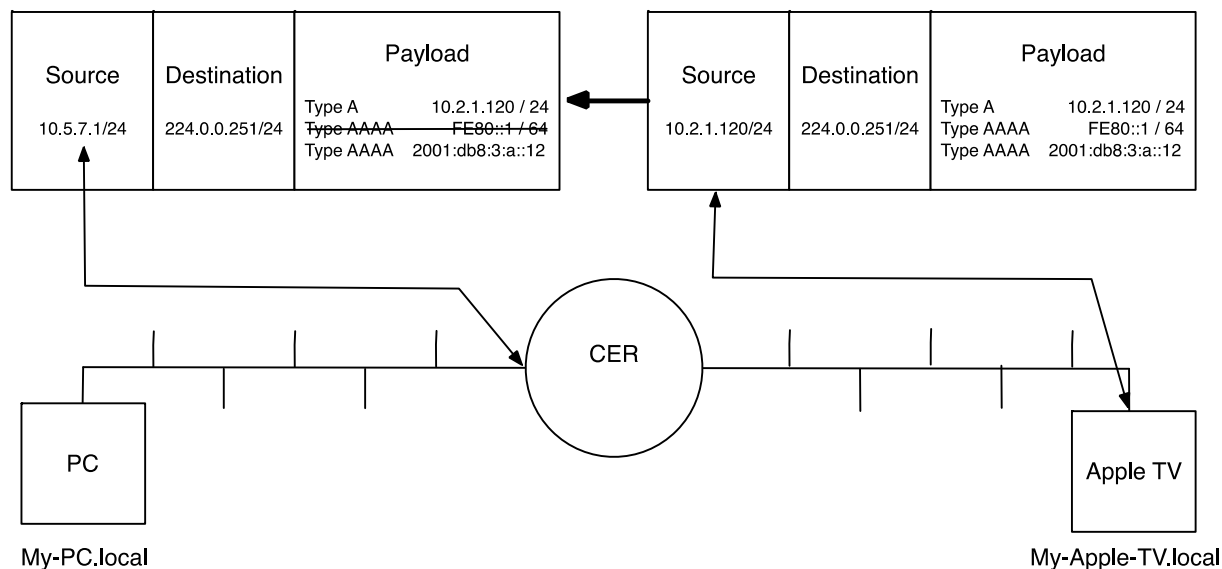 Source
Destination
Payload
10.5.7.1/24
224.0.0.251/24
Type A 10.2.1.120 / 24
Type AAAA FE80::1 / 64
Type AAAA 2001:db8:3:a::12
Source
Destination
Payload
10.2.1.120/24
224.0.0.251/24
Type A 10.2.1.120 / 24
Type AAAA FE80::1 / 64
Type AAAA 2001:db8:3:a::12
CER
PC
Apple TV
My-PC.local
My-Apple-TV.local